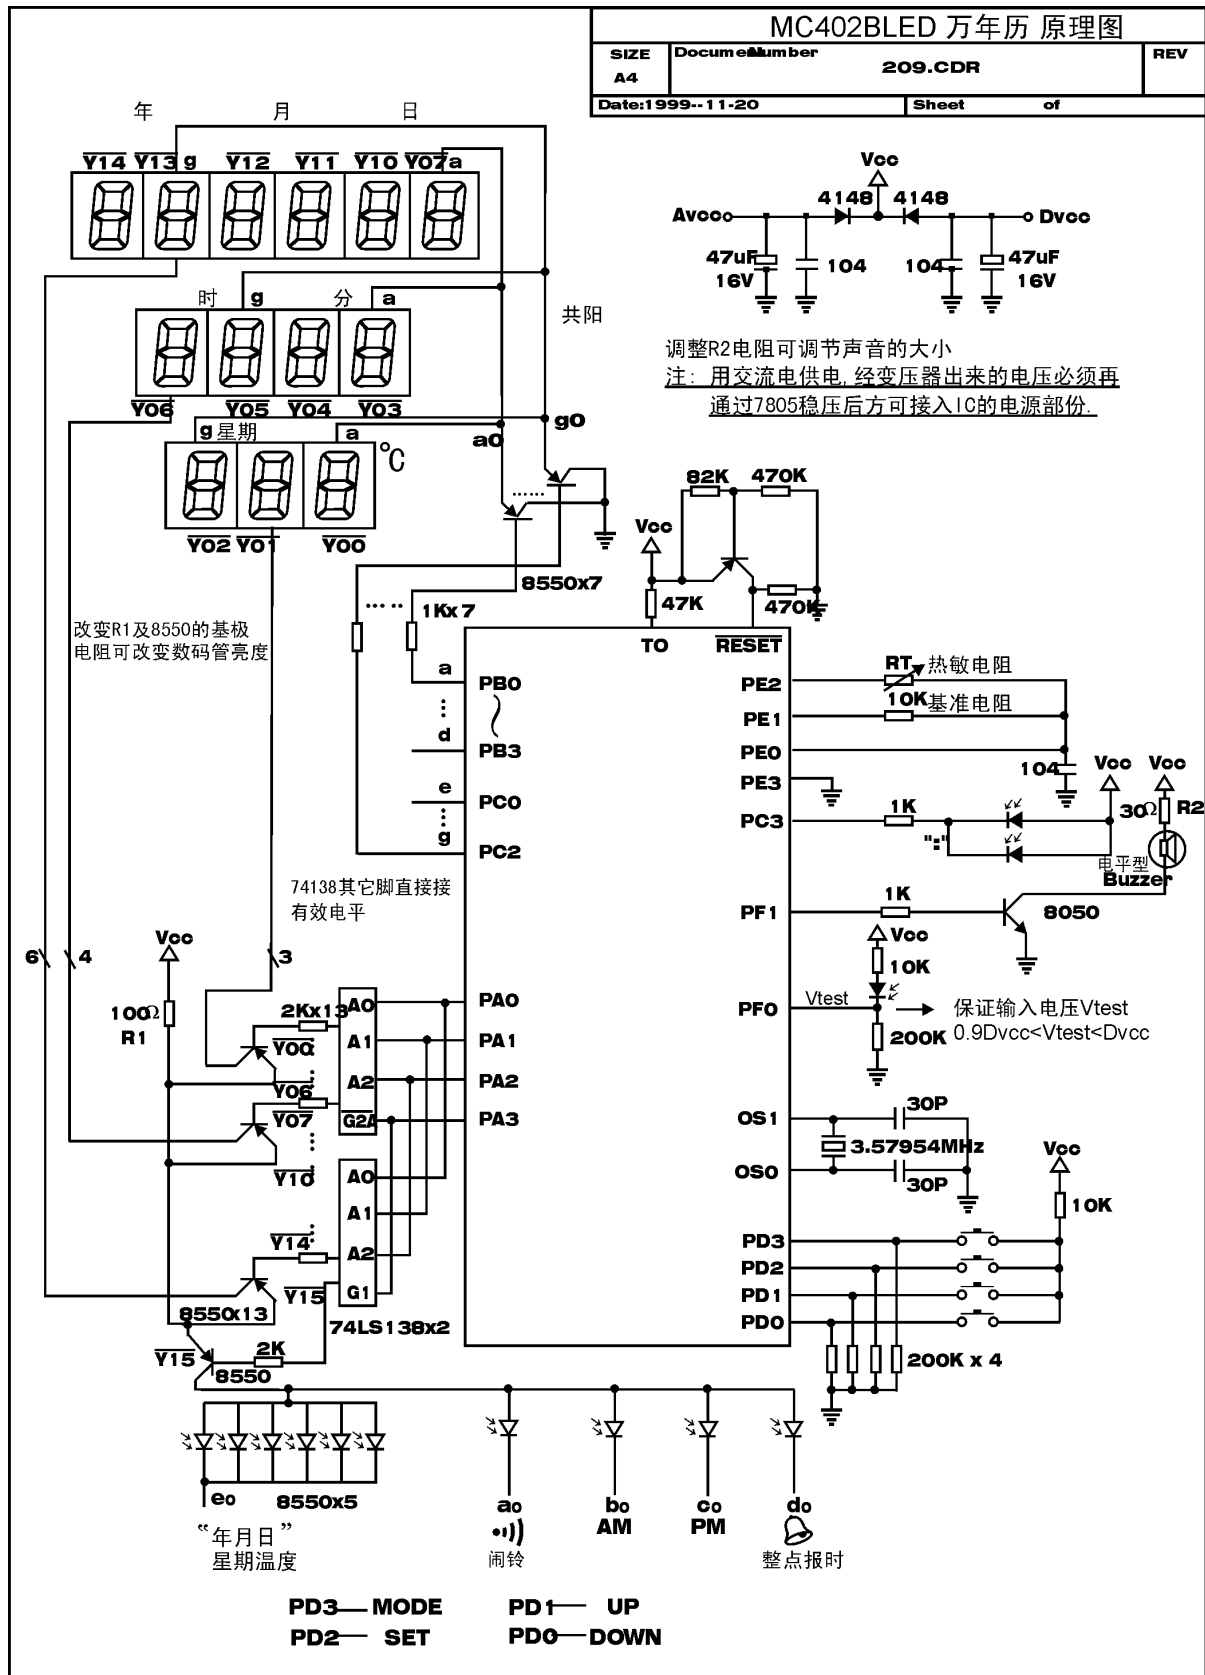 MC402BLED 万年历 原理图
SIZE
A4
Document Number
209.CDR
REV
Date:1999--11-20
Sheet of
年 月 日
Y14 Y13 g Y12 Y11 Y10 Y07 a
Vcc
4148 4148
Avcc Dvcc
47uF
16V
104
104
47uF
16V
时 g 分 a
共阳
Y06 Y05 Y04 Y03
调整R2电阻可调节声音的大小
注: 用交流电供电, 经变压器出来的电压必须再
通过7805稳压后方可接入IC的电源部份.
g 星期 a
℃
a0 g0
Y02 Y01 Y00
......
8550x7
82K 470K
Vcc
47K
470K
..... 
1Kx7
改变R1及8550的基极
电阻可改变数码管亮度
TO
RESET
a
PB0
d
PB3
e
PC0
g
PC2
PE2
RT 热敏电阻
10K 基准电阻
PE1
PE0
PE3
104
Vcc Vcc
PC3
1K
":"
30Ω R2
电平型
Buzzer
74138其它脚直接接
有效电平
PF1
1K
8050
Vcc
6 4 3
Vcc
10K
100Ω
R1
2Kx13
A0
PA0
PF0
Vtest
保证输入电压Vtest
0.9Dvcc<Vtest<Dvcc
200K
Y00
A1
PA1
Y06
A2
PA2
Y07
G2A
PA3
Y10
A0
A1
Y14
A2
Y15
G1
8550x13
74LS138x2
OS1
30P
3.57954MHz
OS0
30P
Vcc
10K
PD3
PD2
PD1
PD0
200K x 4
Y15
8550
2K
e0
8550x5
a0
b0
c0
d0
AM
PM
“年月日”
星期温度
闹铃
整点报时
PD3 — MODE PD1 — UP
PD2 — SET PD0 — DOWN